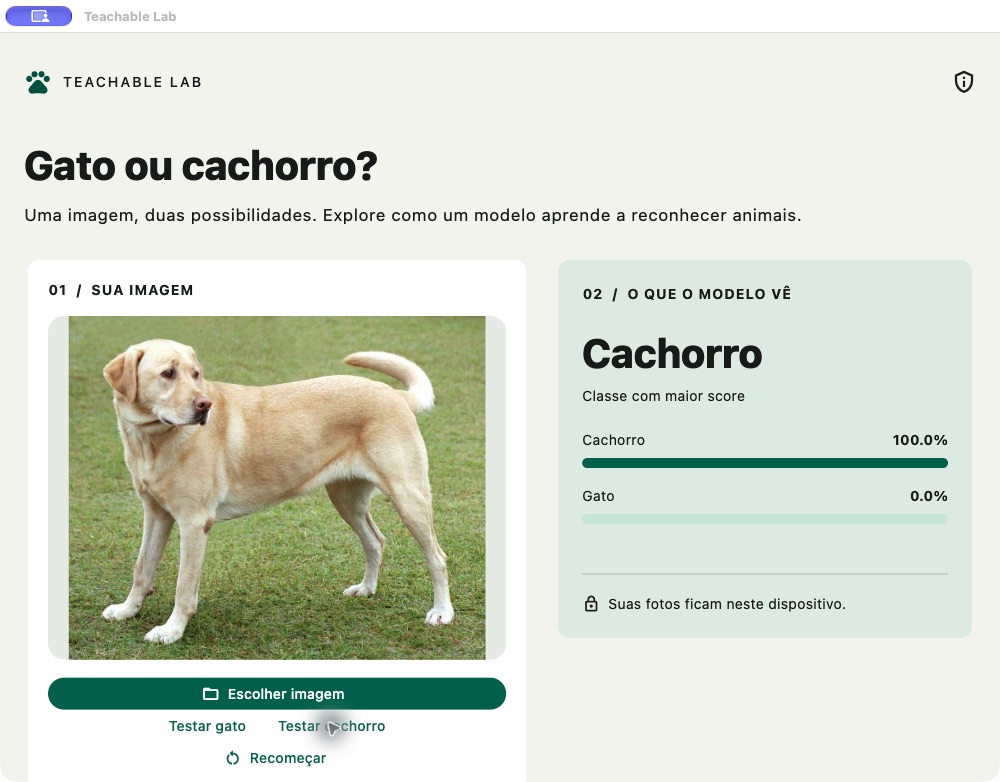 Teachable Lab
TEACHABLE LAB
Gato ou cachorro?
Uma imagem, duas possibilidades. Explore como um modelo aprende a reconhecer animais.
01 / SUA IMAGEM
Escolher imagem
Testar gato Testar cachorro
Recomeçar
02 / O QUE O MODELO VÊ
Cachorro
Classe com maior score
Cachorro 100.0%
Gato 0.0%
Suas fotos ficam neste dispositivo.